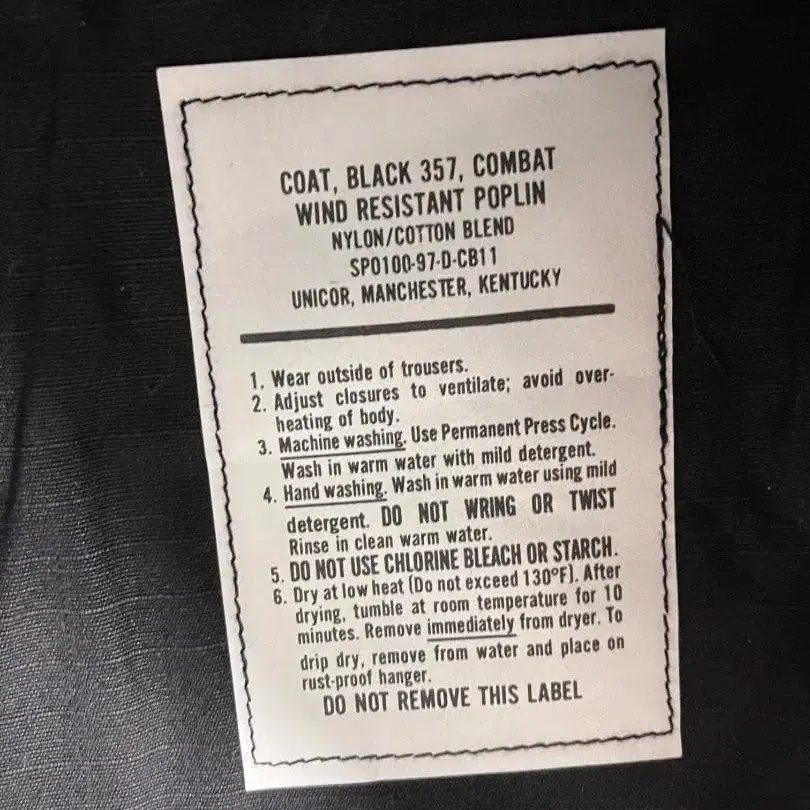 COAT, BLACK 357, COMBAT
WIND RESISTANT POPLIN
NYLON/COTTON BLEND
SP0100-97-D-CB11
UNICOR, MANCHESTER, KENTUCKY
1. Wear outside of trousers.
2. Adjust closures to ventilate; avoid over-
heating of body.
3. Machine washing. Use Permanent Press Cycle.
Wash in warm water with mild detergent.
4. Hand washing. Wash in warm water using mild
detergent. DO NOT WRING OR TWIST
Rinse in clean warm water.
5. DO NOT USE CHLORINE BLEACH OR STARCH.
6. Dry at low heat (Do not exceed 130°F). After
drying, tumble at room temperature for 10
minutes. Remove immediately from dryer. To
drip dry, remove from water and place on
rust-proof hanger.
DO NOT REMOVE THIS LABEL